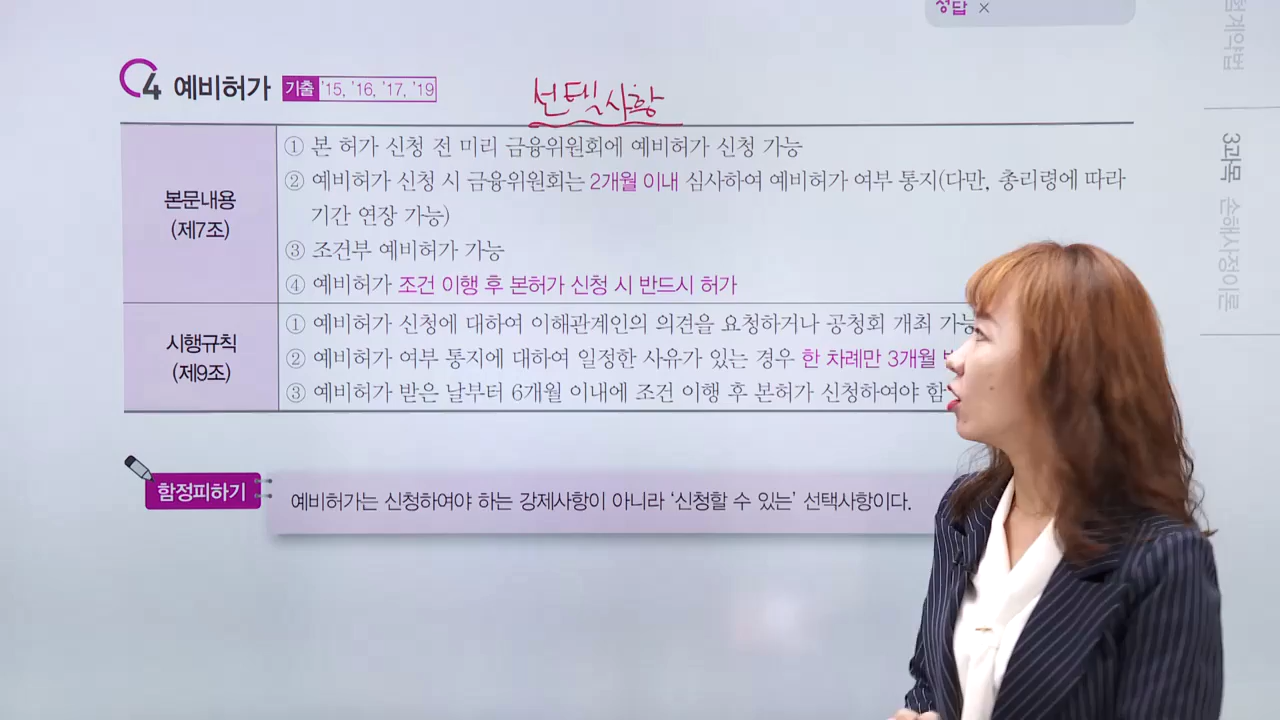 정답 ×
험계약법
C4 예비허가 기출 '15, '16, '17, '19
선택사항
본문내용
(제7조)
① 본 허가 신청 전 미리 금융위원회에 예비허가 신청 가능
② 예비허가 신청 시 금융위원회는 2개월 이내 심사하여 예비허가 여부 통지(다만, 총리령에 따라
기간 연장 가능)
③ 조건부 예비허가 가능
④ 예비허가 조건 이행 후 본허가 신청 시 반드시 허가
시행규칙
(제9조)
① 예비허가 신청에 대하여 이해관계인의 의견을 요청하거나 공청회 개최 가능
② 예비허가 여부 통지에 대하여 일정한 사유가 있는 경우 한 차례만 3개월
③ 예비허가 받은 날부터 6개월 이내에 조건 이행 후 본허가 신청하여야 함
함정피하기
예비허가는 신청하여야 하는 강제사항이 아니라 ‘신청할 수 있는’ 선택사항이다.
3과목 손해사정이론